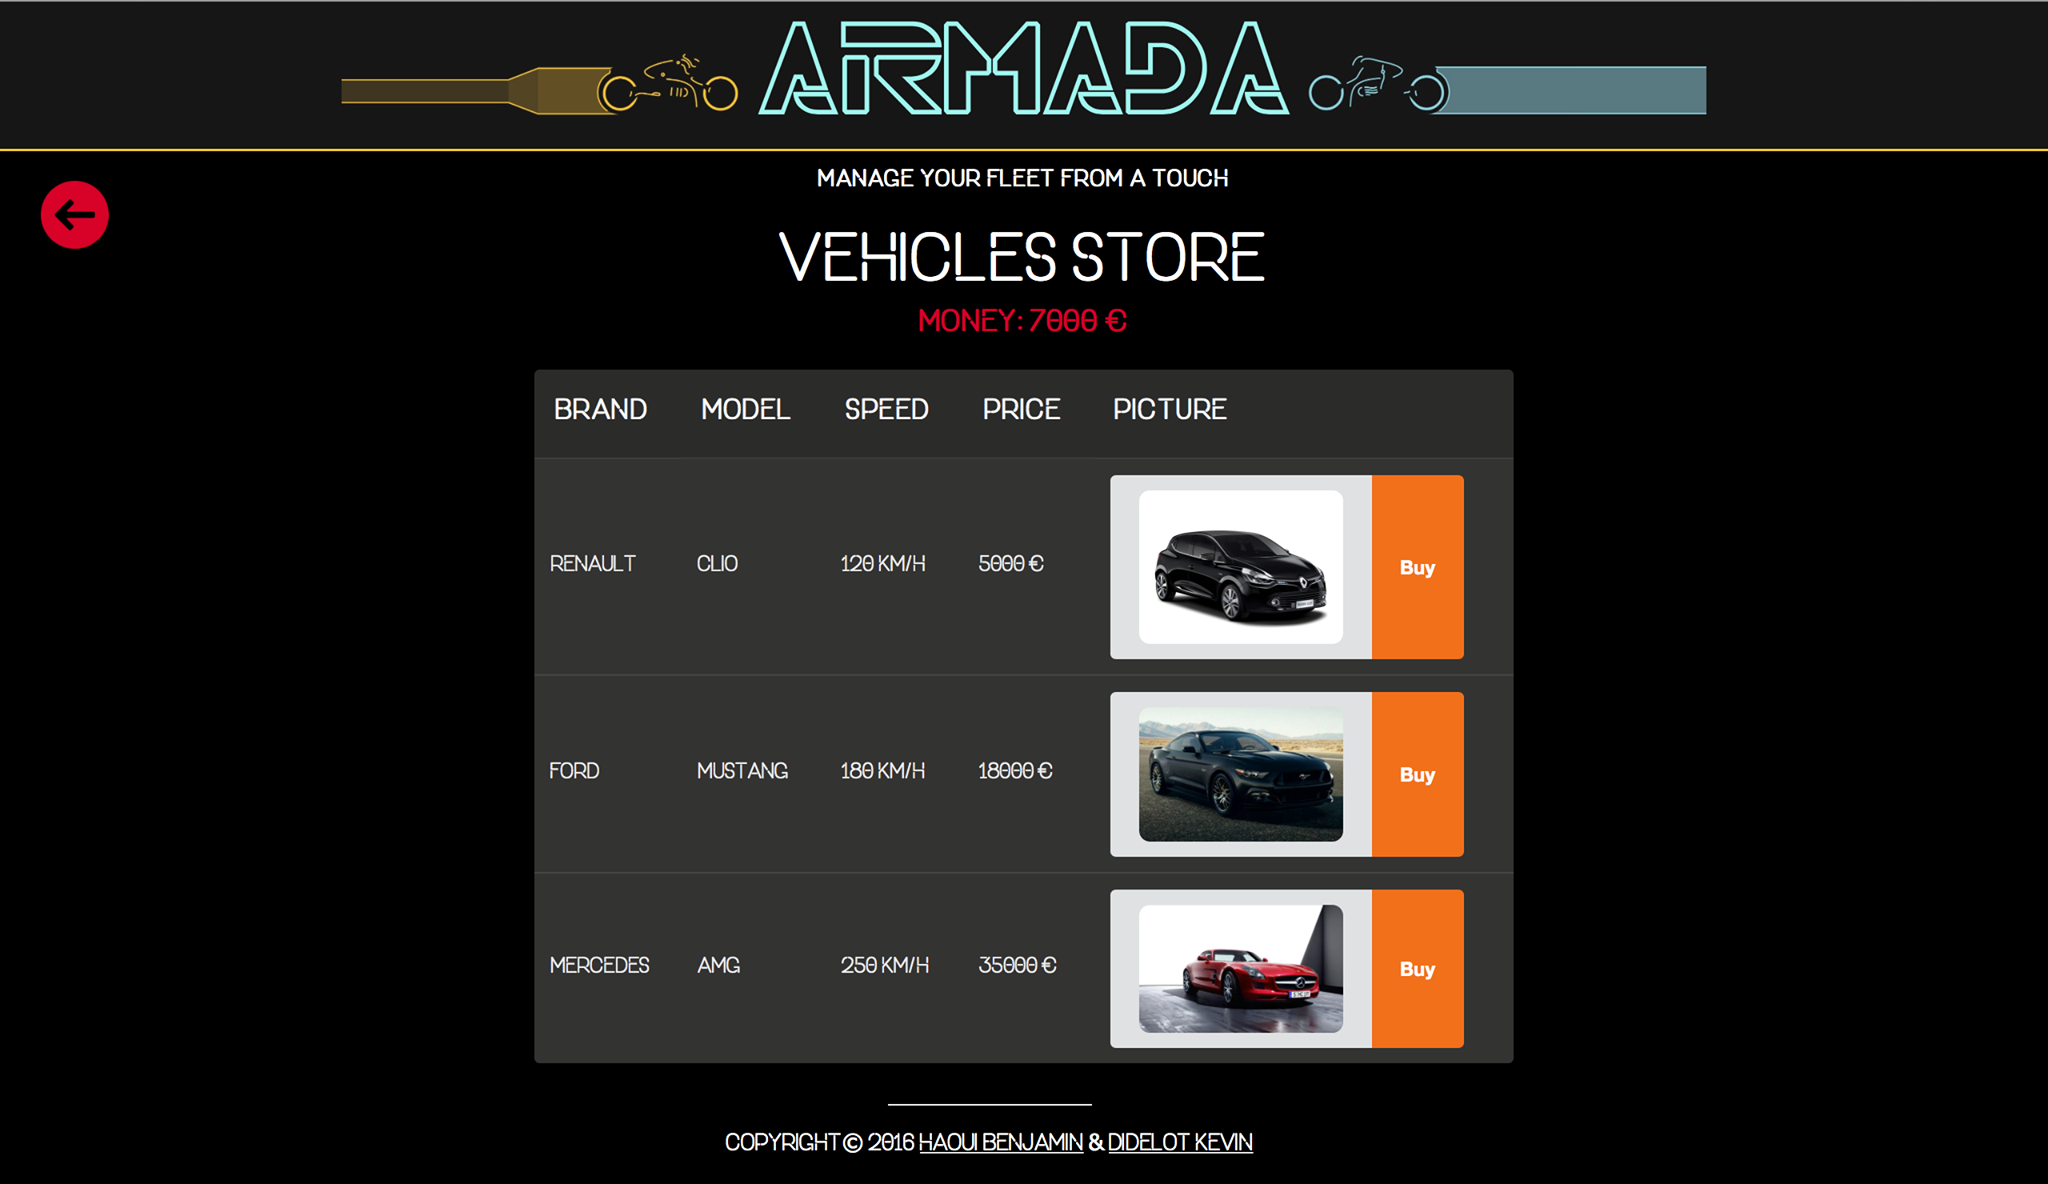 ARMADA
MANAGE YOUR FLEET FROM A TOUCH
VEHICLES STORE
MONEY: 7000 €
BRAND MODEL SPEED PRICE PICTURE
RENAULT CLIO 120 KM/H 5000 € Buy
FORD MUSTANG 180 KM/H 18000 € Buy
MERCEDES AMG 250 KM/H 35000 € Buy
COPYRIGHT © 2016 HAOUI BENJAMIN & DIDELOT KEVIN